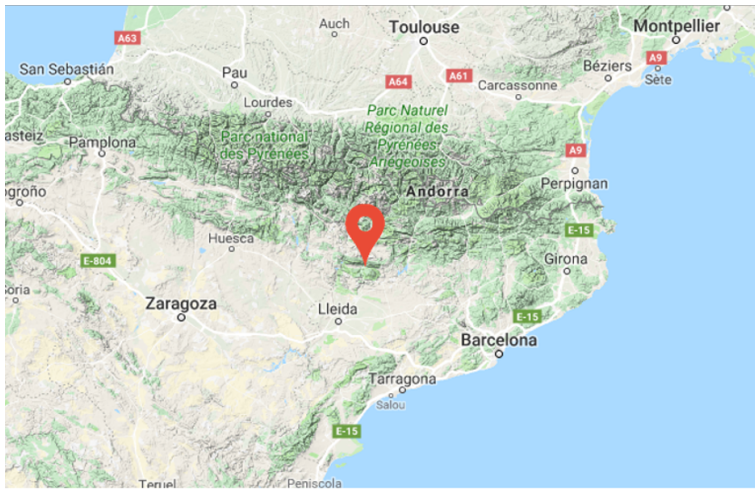 Auch
Toulouse
Montpellier
A63
San Sebastián
Pau
A64
A61
Béziers
A9
Sète
Carcassonne
Lourdes
Parc Naturel
Régional des
Pyrénées
Ariégeoises
Parc national
des Pyrénées
asteiz
Pamplona
A9
Perpignan
Andorra
ogroño
Huesca
E-15
E-804
Girona
Soria
Zaragoza
Lleida
E-15
Barcelona
Tarragona
Salou
E-15
Teruel
Peniscola